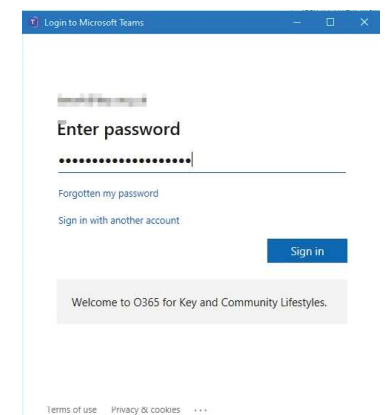 Login to Microsoft Teams
Enter password
Forgotten my password
Sign in with another account
Sign in
Welcome to O365 for Key and Community Lifestyles.
Terms of use Privacy & cookies ...